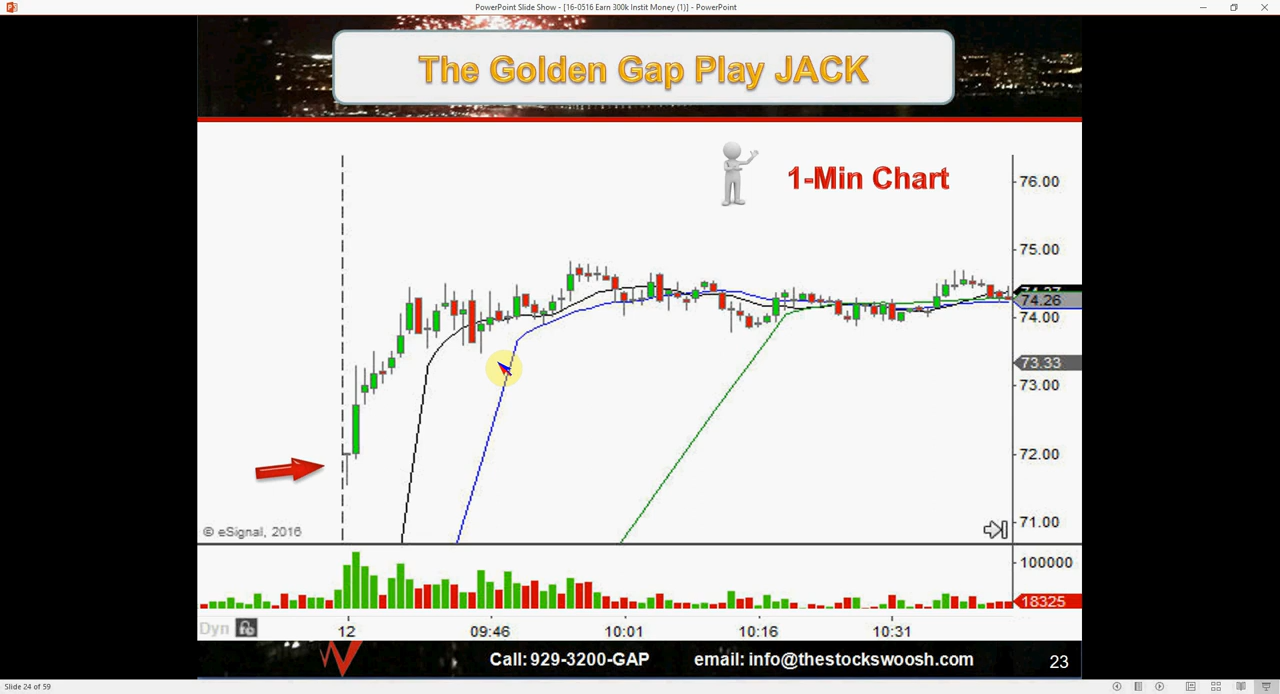 PowerPoint Slide Show - [16-0516 Earn 300k Instit Money (1)] - PowerPoint
The Golden Gap Play JACK
1-Min Chart
76.00
75.00
74.26
74.00
73.33
73.00
72.00
71.00
© eSignal, 2016
100000
18325
Dyn
12 09:46 10:01 10:16 10:31
Call: 929-3200-GAP email: info@thestockswoosh.com 23
Slide 24 of 59